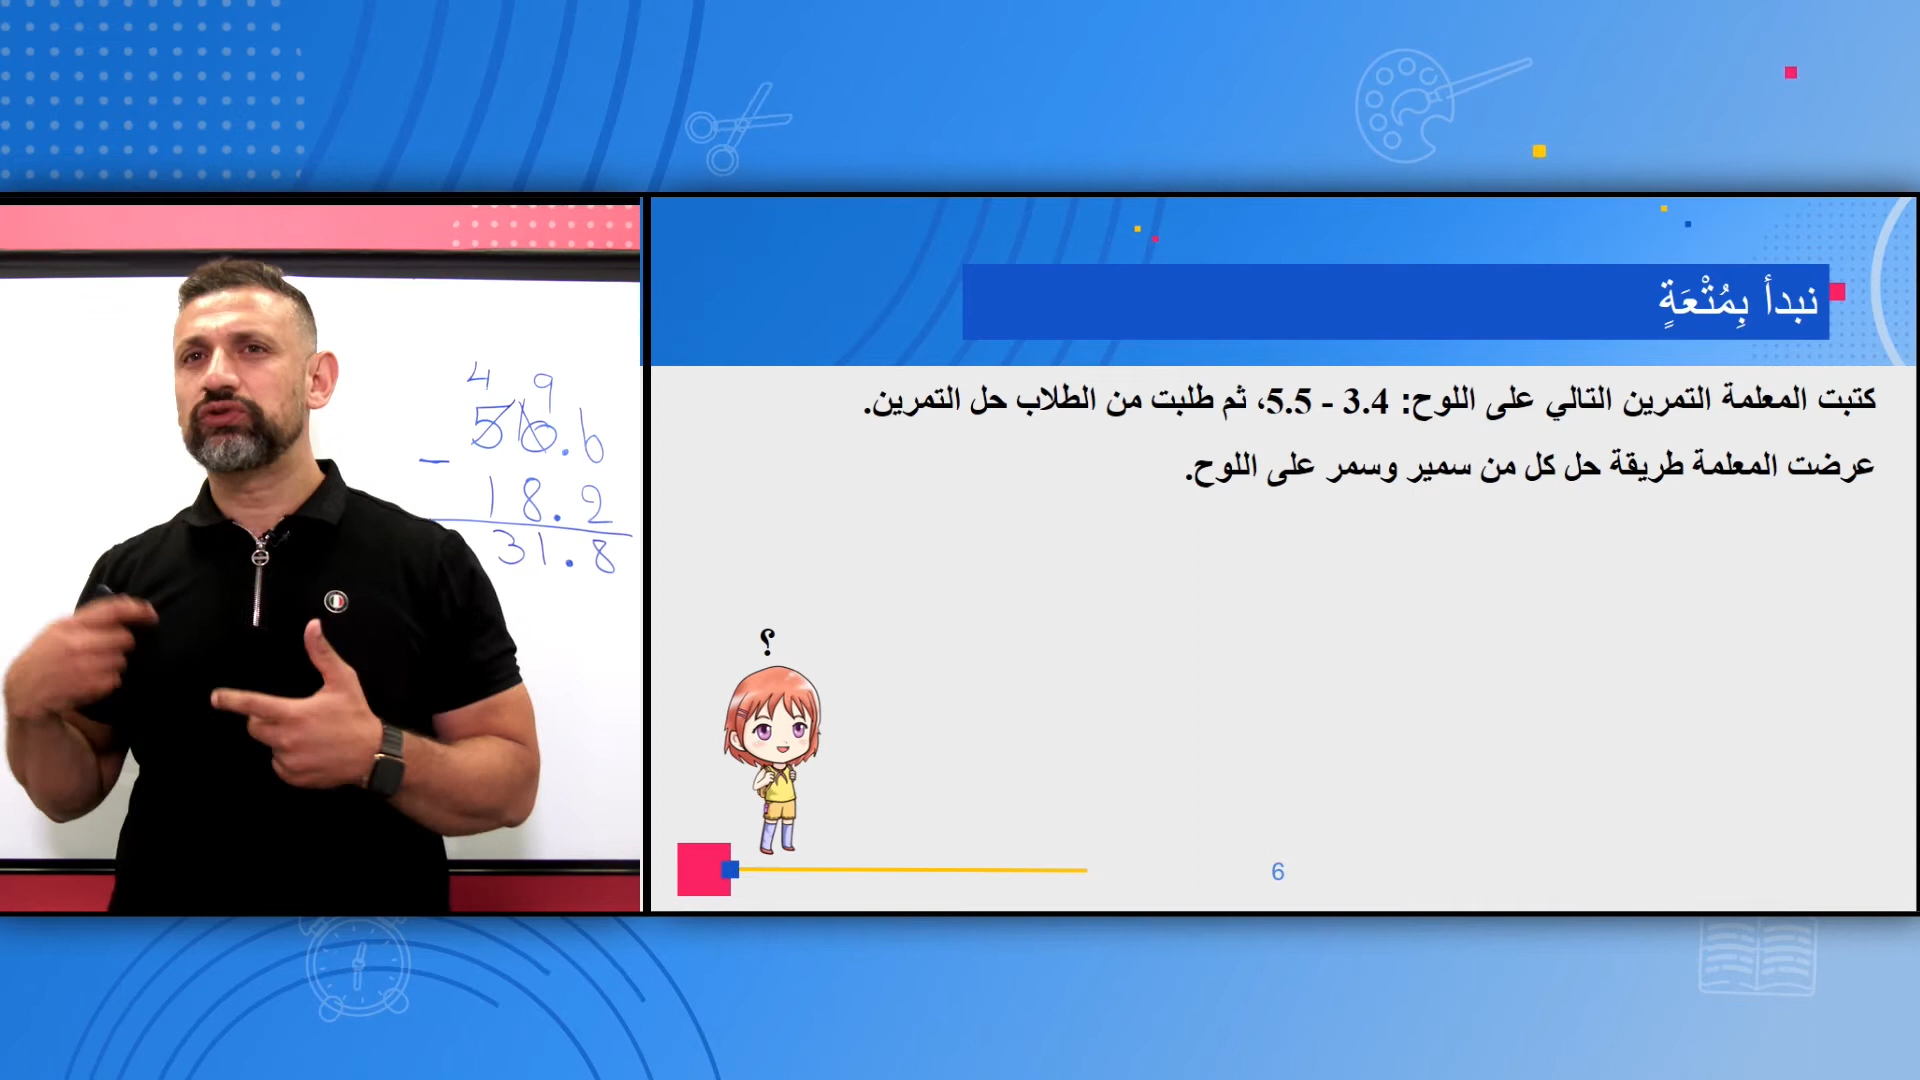 نبدأ بِمُتْعَةٍ
كتبت المعلمة التمرين التالي على اللوح: 3.4 - 5.5، ثم طلبت من الطلاب حل التمرين.
عرضت المعلمة طريقة حل كل من سمير وسمر على اللوح.
؟
6
4 9
50.6
-
18.2
31.8